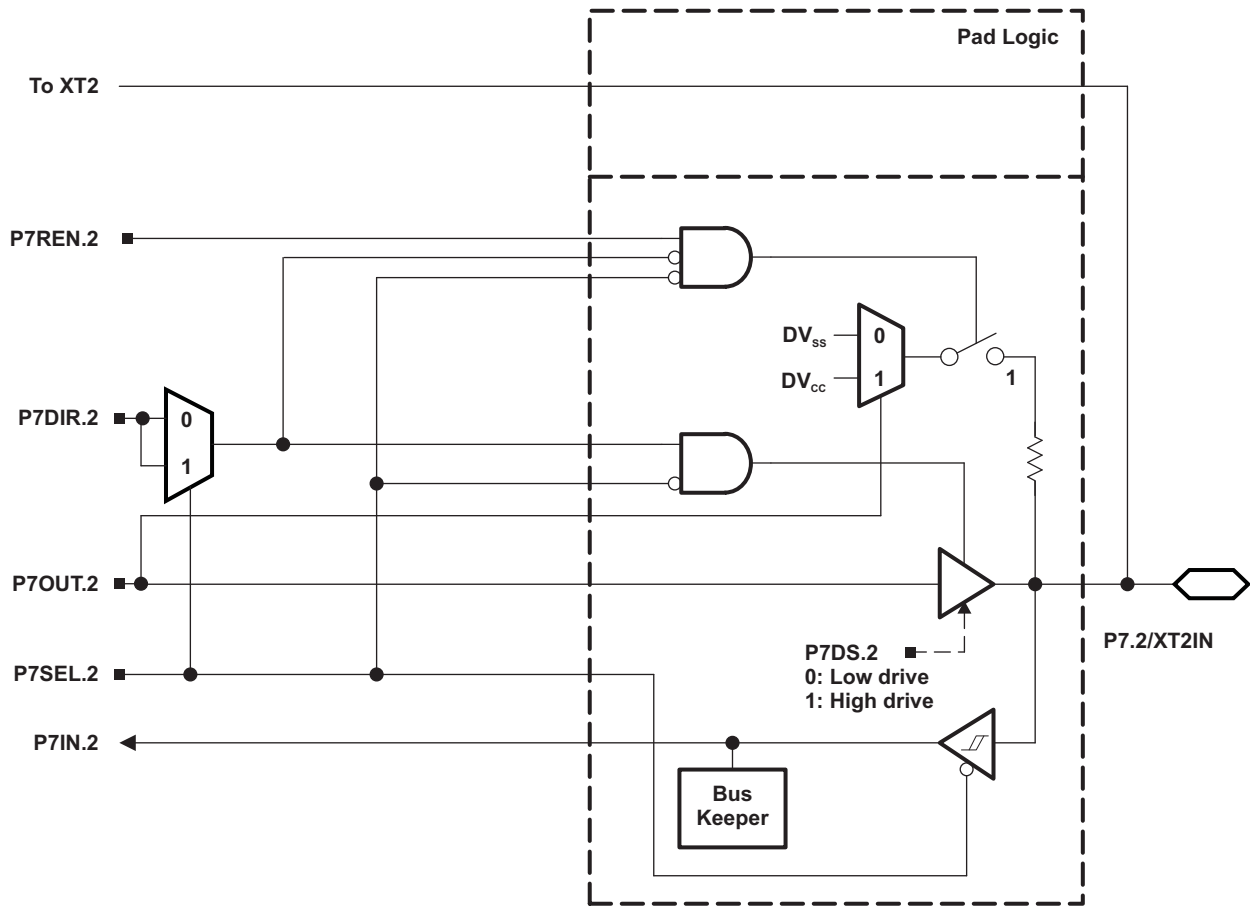 Pad Logic
To XT2
P7REN.2
DVSS
0
DVCC
1
1
P7DIR.2
0
1
P7OUT.2
P7DS.2
0: Low drive
1: High drive
P7.2/XT2IN
P7SEL.2
P7IN.2
Bus
Keeper